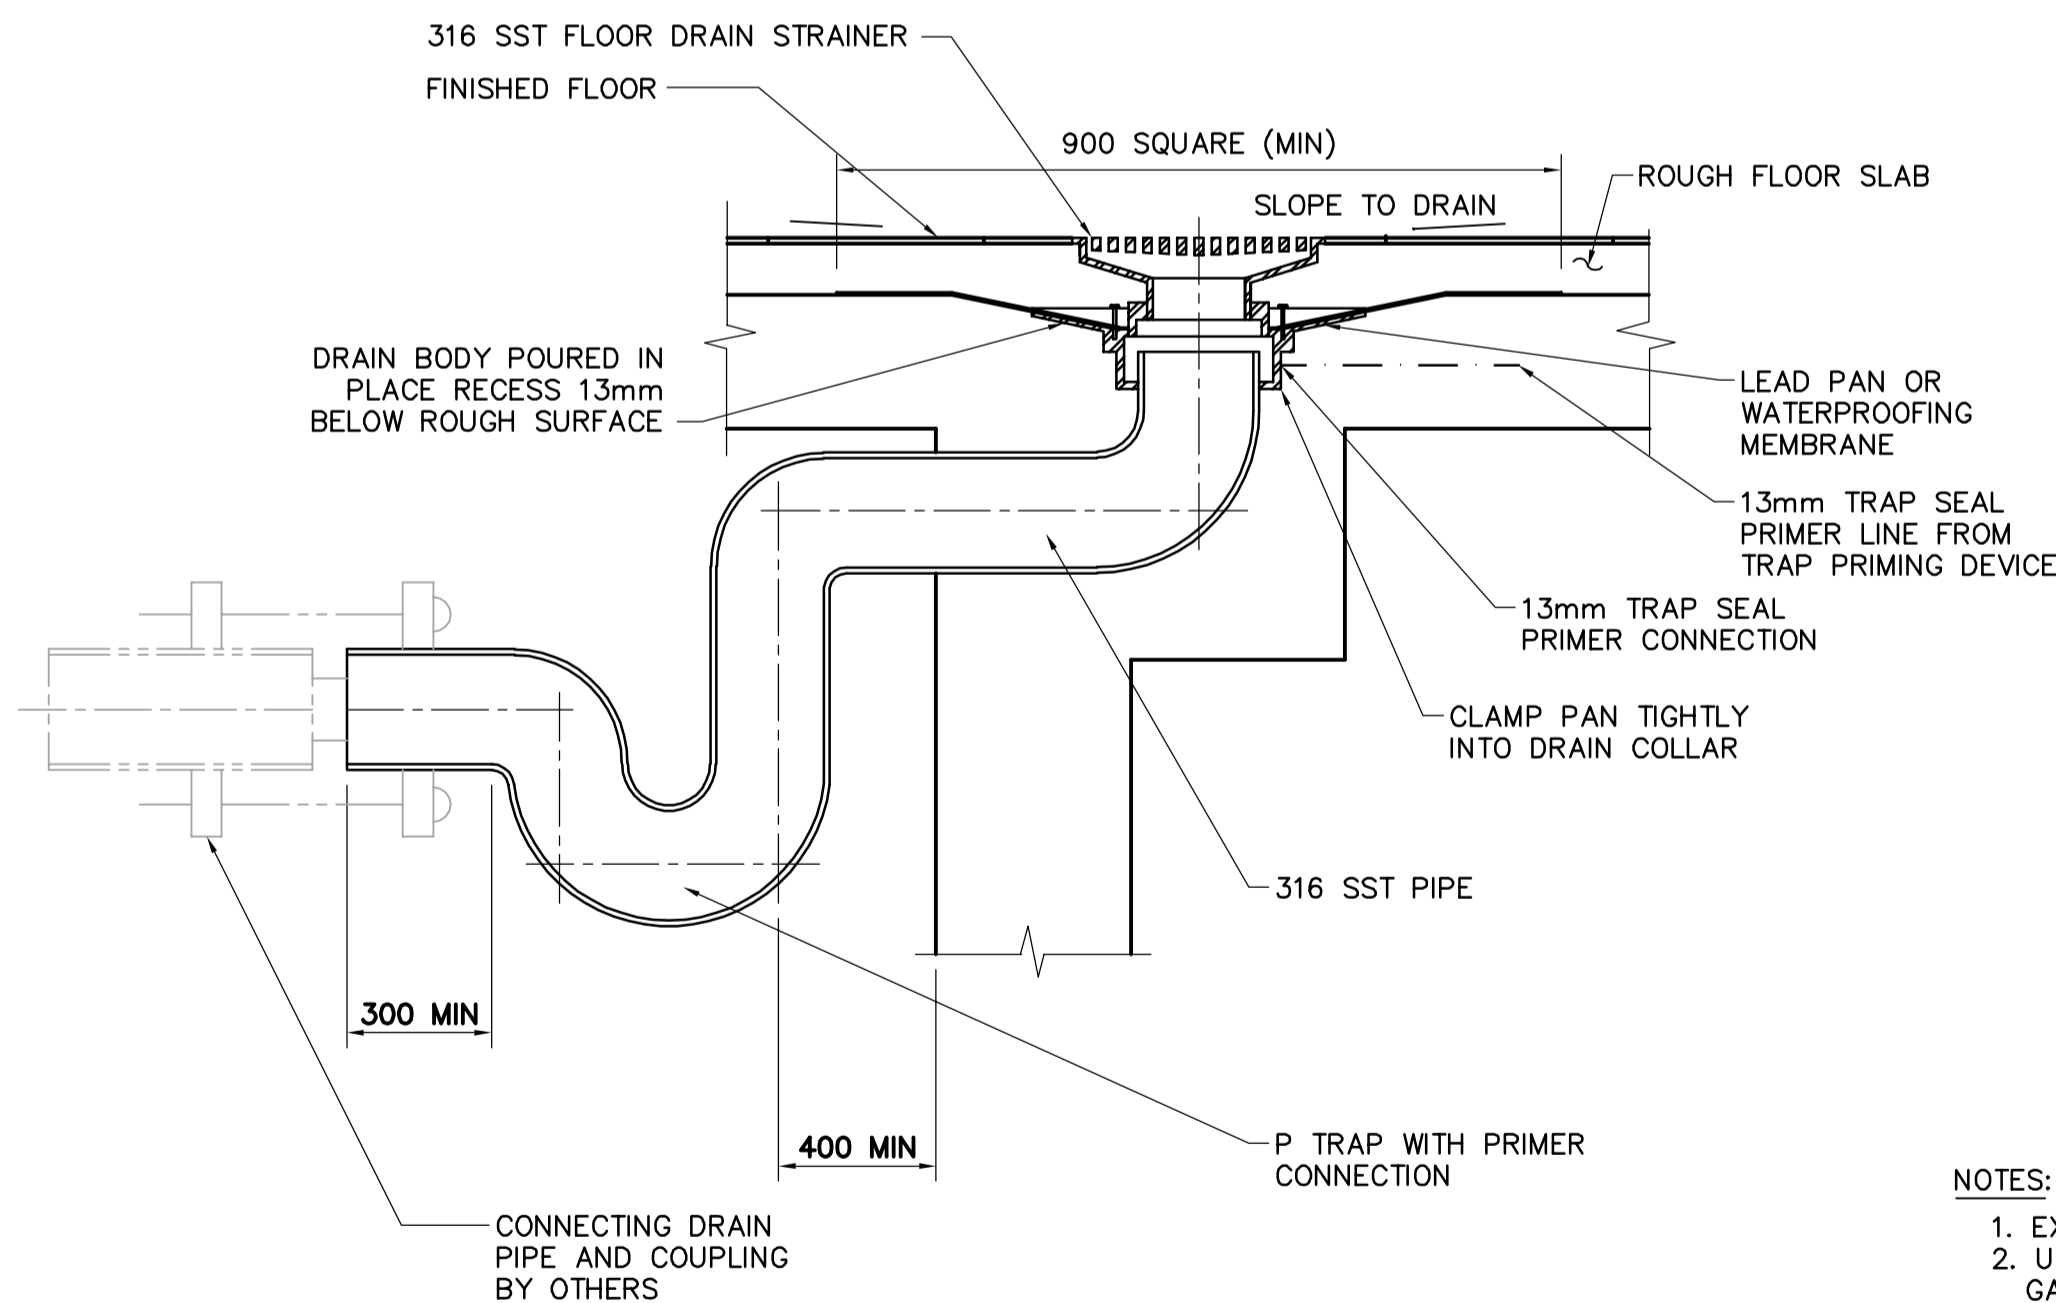 316 SST FLOOR DRAIN STRAINER
FINISHED FLOOR
900 SQUARE (MIN)
ROUGH FLOOR SLAB
SLOPE TO DRAIN
DRAIN BODY POURED IN
PLACE RECESS 13mm
BELOW ROUGH SURFACE
LEAD PAN OR
WATERPROOFING
MEMBRANE
13mm TRAP SEAL
PRIMER LINE FROM
TRAP PRIMING DEVICE
13mm TRAP SEAL
PRIMER CONNECTION
CLAMP PAN TIGHTLY
INTO DRAIN COLLAR
316 SST PIPE
300 MIN
400 MIN
P TRAP WITH PRIMER
CONNECTION
CONNECTING DRAIN
PIPE AND COUPLING
BY OTHERS
NOTES:
1.
2.